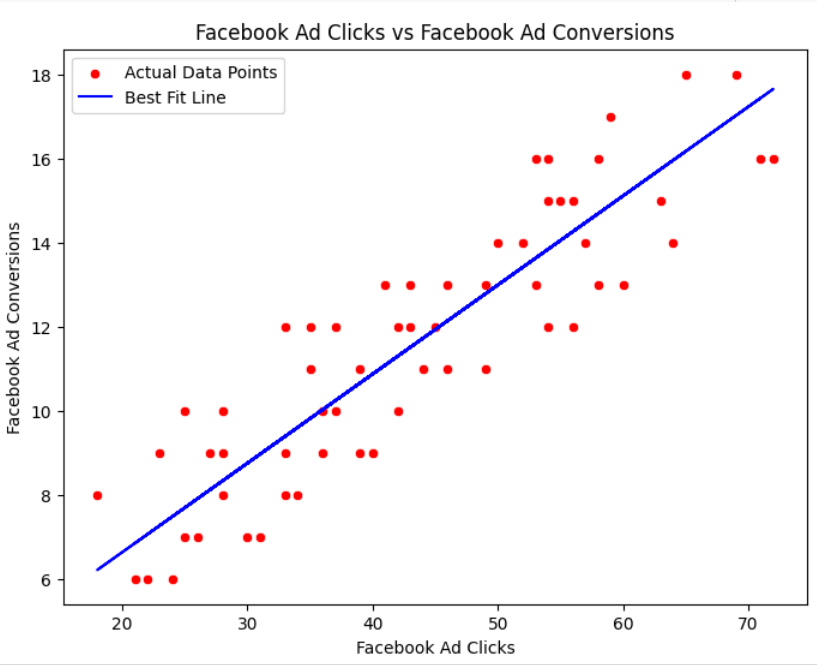 Facebook Ad Clicks vs Facebook Ad Conversions
Actual Data Points
Best Fit Line
Facebook Ad Conversions
18
16
14
12
10
8
6
20 30 40 50 60 70
Facebook Ad Clicks